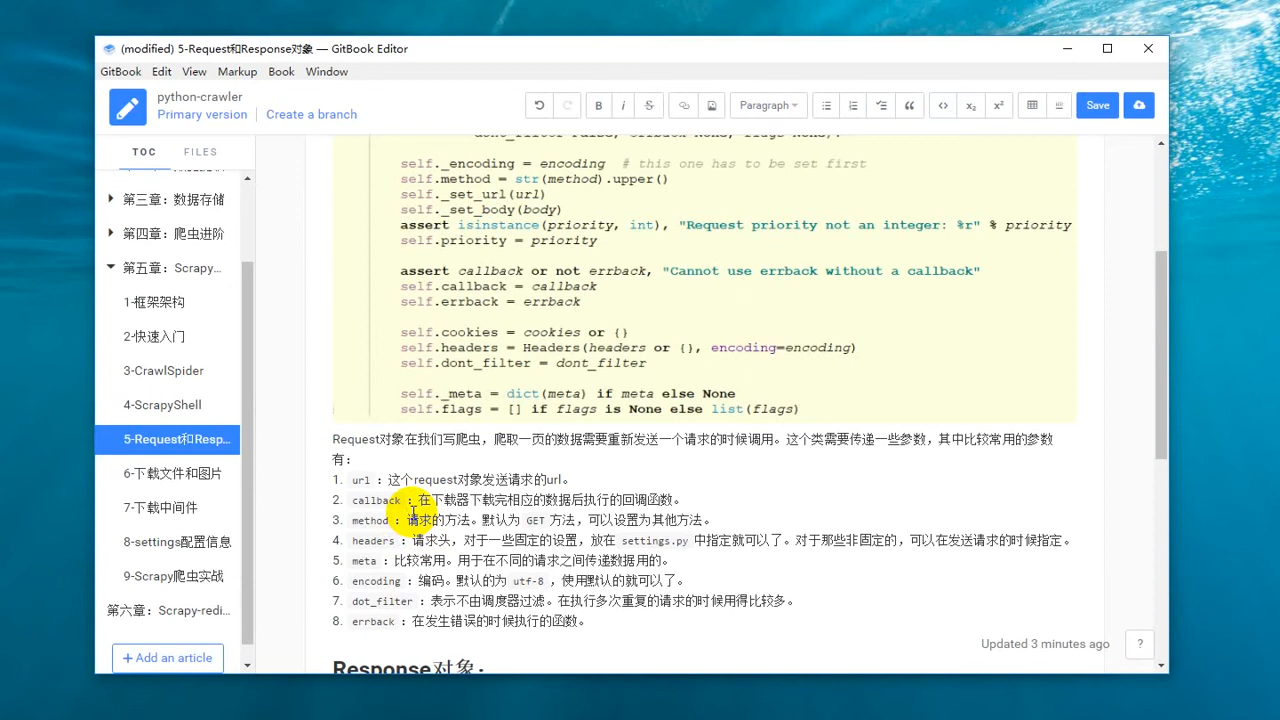 (modified) 5-Request和Response对象 — GitBook Editor
GitBook Edit View Markup Book Window
python-crawler
Primary version
Create a branch
B i S
Paragraph
Save
TOC FILES
第三章：数据存储
第四章：爬虫进阶
第五章：Scrapy...
1-框架架构
2-快速入门
3-CrawlSpider
4-ScrapyShell
5-Request和Resp...
6-下载文件和图片
7-下载中间件
8-settings配置信息
9-Scrapy爬虫实战
第六章：Scrapy-redi...
+ Add an article
self._encoding = encoding  # this one has to be set first
self.method = str(method).upper()
self._set_url(url)
self._set_body(body)
assert isinstance(priority, int), "Request priority not an integer: %r" % priority
self.priority = priority
assert callback or not errback, "Cannot use errback without a callback"
self.callback = callback
self.errback = errback
self.cookies = cookies or {}
self.headers = Headers(headers or {}, encoding=encoding)
self.dont_filter = dont_filter
self._meta = dict(meta) if meta else None
self.flags = [] if flags is None else list(flags)
Request对象在我们写爬虫，爬取一页的数据需要重新发送一个请求的时候调用。这个类需要传递一些参数，其中比较常用的参数
有：
1. url ：这个request对象发送请求的url。
2. callback ：在下载器下载完相应的数据后执行的回调函数。
3. method ：请求的方法。默认为 GET 方法，可以设置为其他方法。
4. headers ：请求头，对于一些固定的设置，放在 settings.py 中指定就可以了。对于那些非固定的，可以在发送请求的时候指定。
5. meta ：比较常用。用于在不同的请求之间传递数据用的。
6. encoding ：编码。默认的为 utf-8 ，使用默认的就可以了。
7. dot_filter ：表示不由调度器过滤。在执行多次重复的请求的时候用得比较多。
8. errback ：在发生错误的时候执行的函数。
Updated 3 minutes ago
?
Response对象：